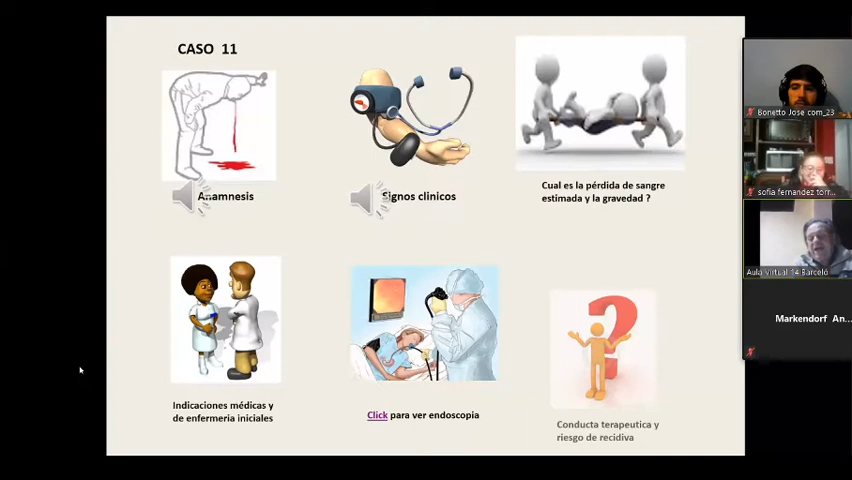 CASO 11
Anamnesis
Signos clinicos
Cual es la pérdida de sangre
estimada y la gravedad ?
Indicaciones médicas y
de enfermeria iniciales
Click para ver endoscopia
Conducta terapeutica y
riesgo de recidiva
Bonetto Jose com_23
sofia fernandez torr...
Aula Virtual 14 Barceló
Markendorf An...